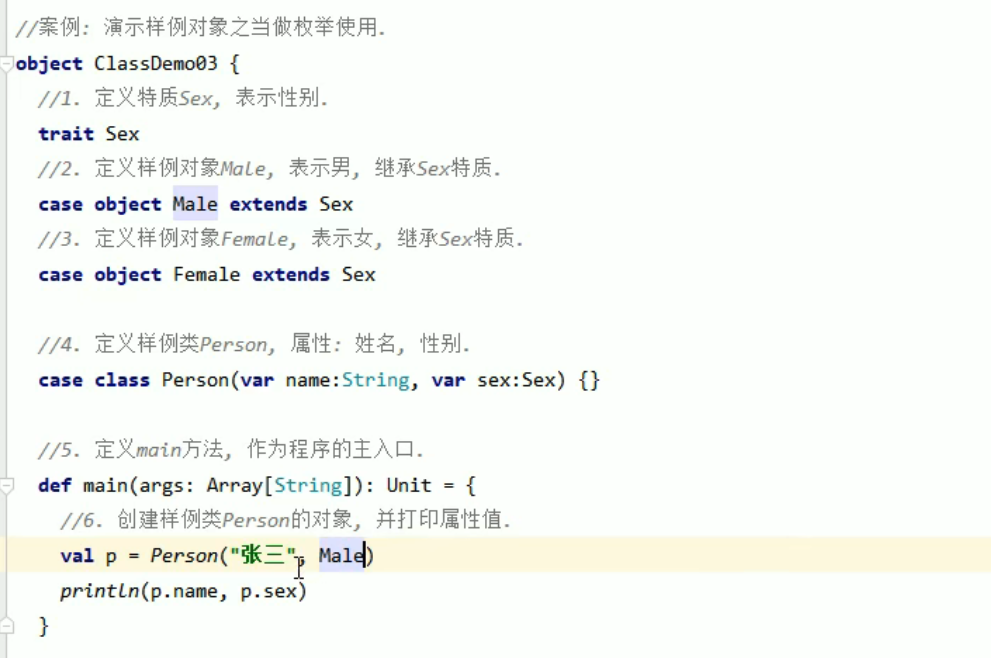 //案例: 演示样例对象之当做枚举使用.
object ClassDemo03 {
//1. 定义特质Sex, 表示性别.
trait Sex
//2. 定义样例对象Male, 表示男, 继承Sex特质.
case object Male extends Sex
//3. 定义样例对象Female, 表示女, 继承Sex特质.
case object Female extends Sex
//4. 定义样例类Person, 属性: 姓名, 性别.
case class Person(var name:String, var sex:Sex) {}
//5. 定义main方法, 作为程序的主入口.
def main(args: Array[String]): Unit = {
//6. 创建样例类Person的对象, 并打印属性值.
val p = Person("张三", Male)
println(p.name, p.sex)
}